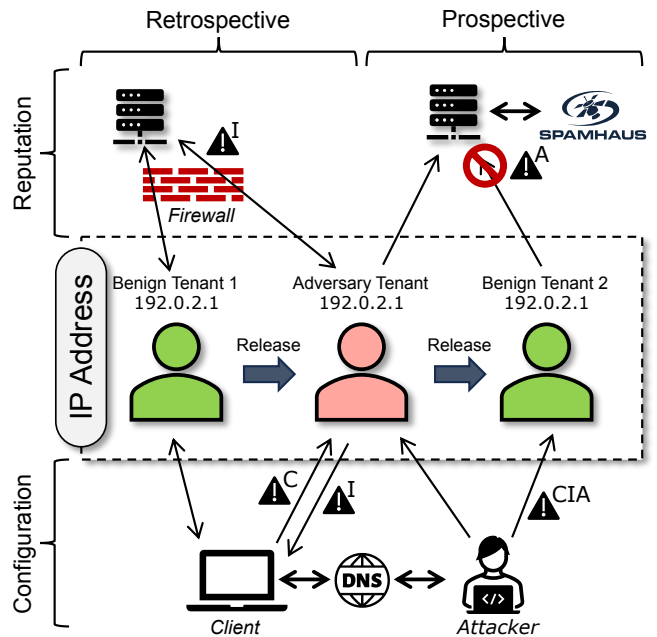 Retrospective
Prospective
Reputation
I
SPAMHAUS
A
Firewall
IP Address
Benign Tenant 1
192.0.2.1
Adversary Tenant
192.0.2.1
Benign Tenant 2
192.0.2.1
Release
Release
Configuration
C
I
CIA
DNS
</>
Client
Attacker